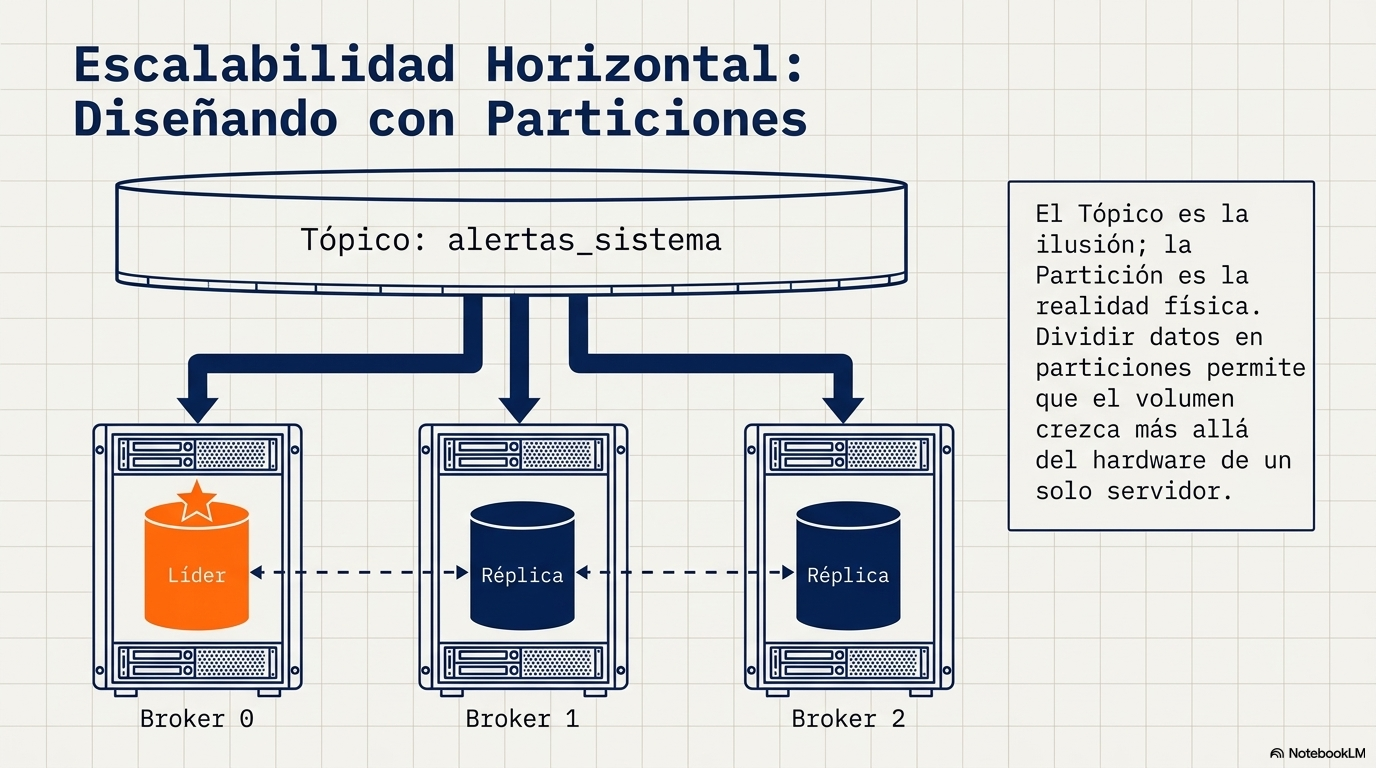 Escalabilidad Horizontal:
Diseñando con Particiones
Tópico: alertas_sistema
El Tópico es la
ilusión; la
Partición es la
realidad física.
Dividir datos en
particiones permite
que el volumen
crezca más allá
del hardware de un
solo servidor.
Líder
Réplica
Réplica
Broker 0
Broker 1
Broker 2
NotebookLM